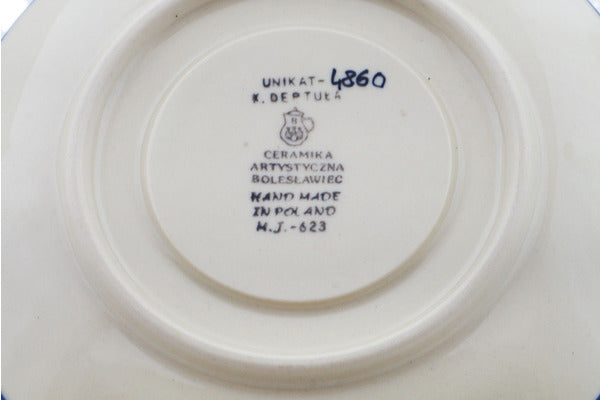 UNIKAT-4860
K. DEPTUŁA
B
CERAMIKA
ARTYSTYCZNA
BOLESŁAWIEC
HAND MADE
IN POLAND
M.J.-623